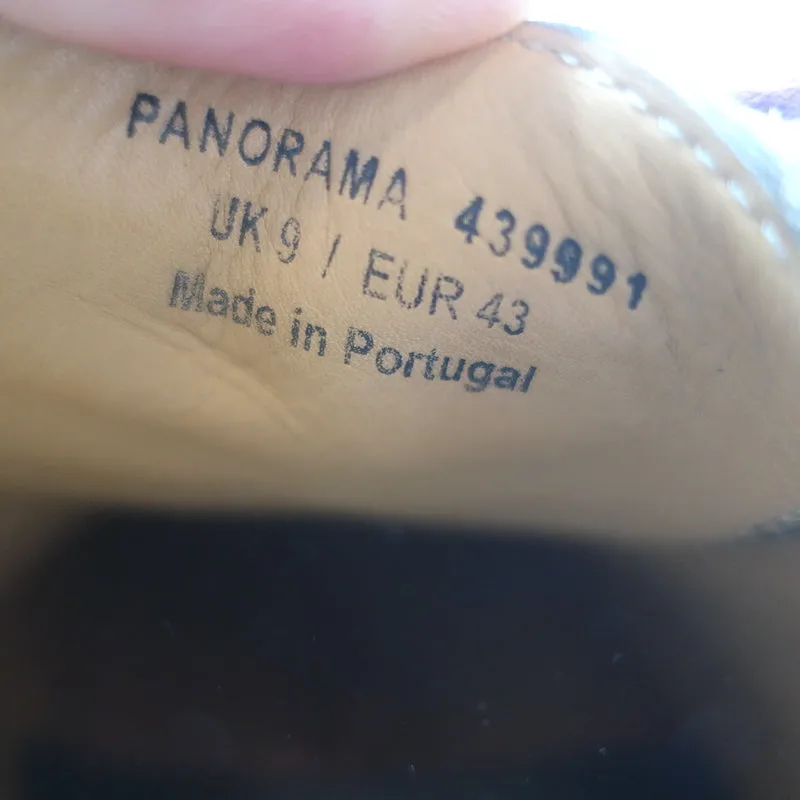 PANORAMA 439991
UK 9 / EUR 43
Made in Portugal